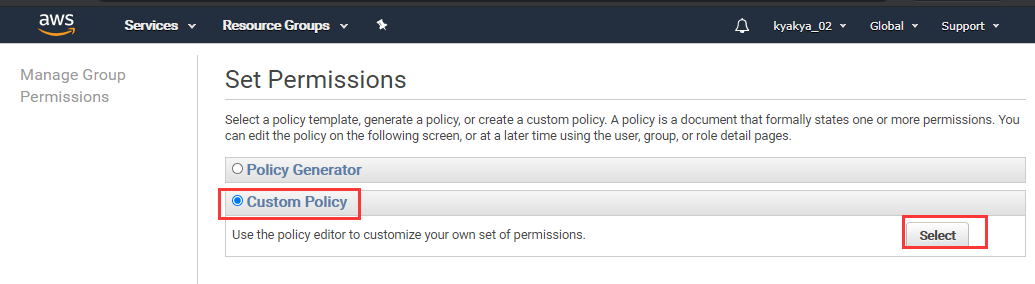 aws Services Resource Groups kyakya_02 Global Support
Manage Group
Permissions
Set Permissions
Select a policy template, generate a policy, or create a custom policy. A policy is a document that formally states one or more permissions. You
can edit the policy on the following screen, or at a later time using the user, group, or role detail pages.
Policy Generator
Custom Policy
Use the policy editor to customize your own set of permissions.
Select